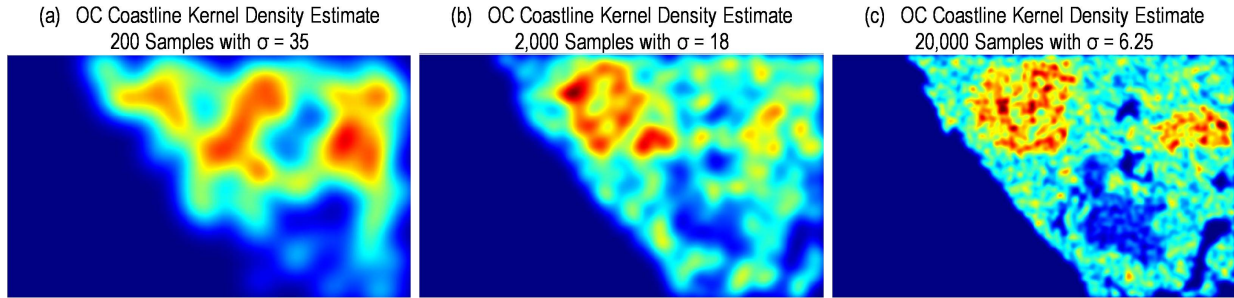 (a) OC Coastline Kernel Density Estimate
200 Samples with σ = 35
(b) OC Coastline Kernel Density Estimate
2,000 Samples with σ = 18
(c) OC Coastline Kernel Density Estimate
20,000 Samples with σ = 6.25